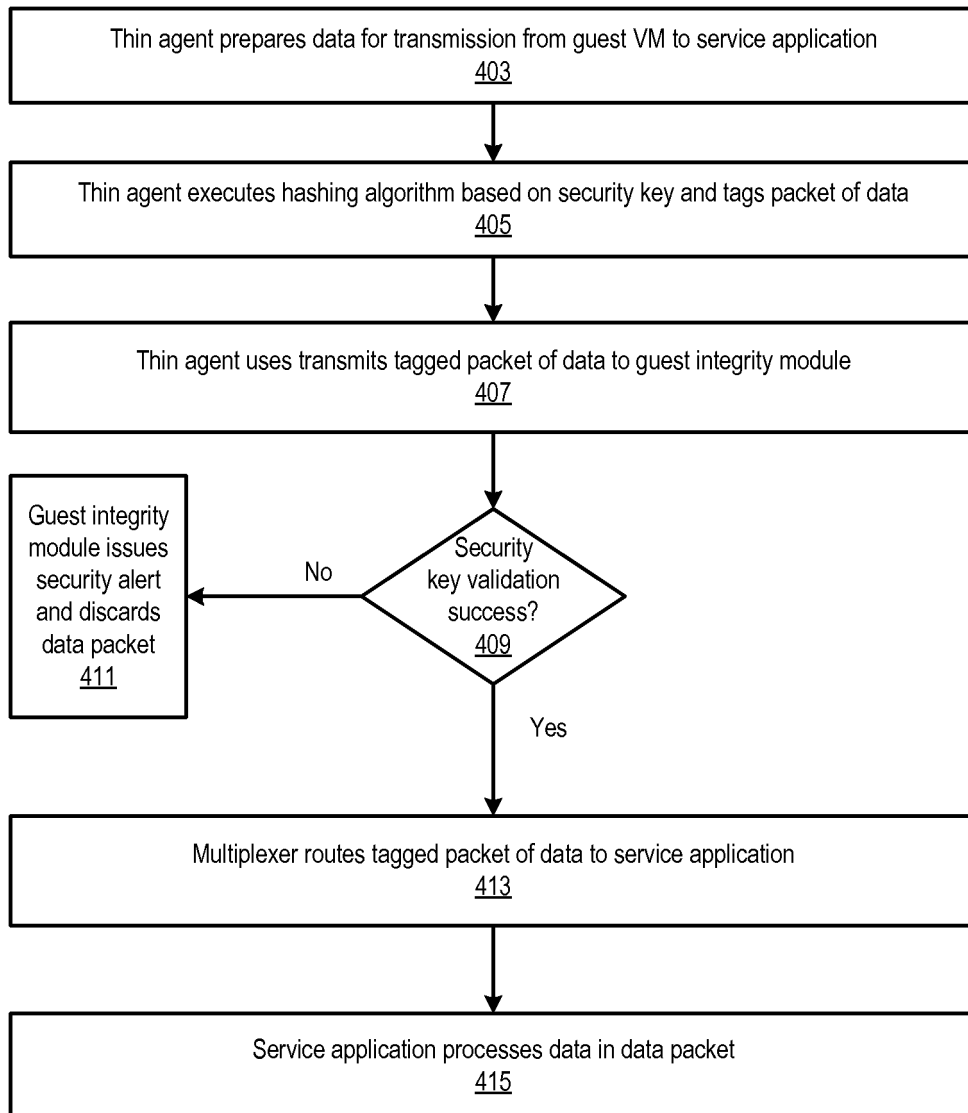 Thin agent prepares data for transmission from guest VM to service application
403
Thin agent executes hashing algorithm based on security key and tags packet of data
405
Thin agent uses transmits tagged packet of data to guest integrity module
407
Guest integrity
module issues
security alert
and discards
data packet
411
No
Security
key validation
success?
409
Yes
Multiplexer routes tagged packet of data to service application
413
Service application processes data in data packet
415